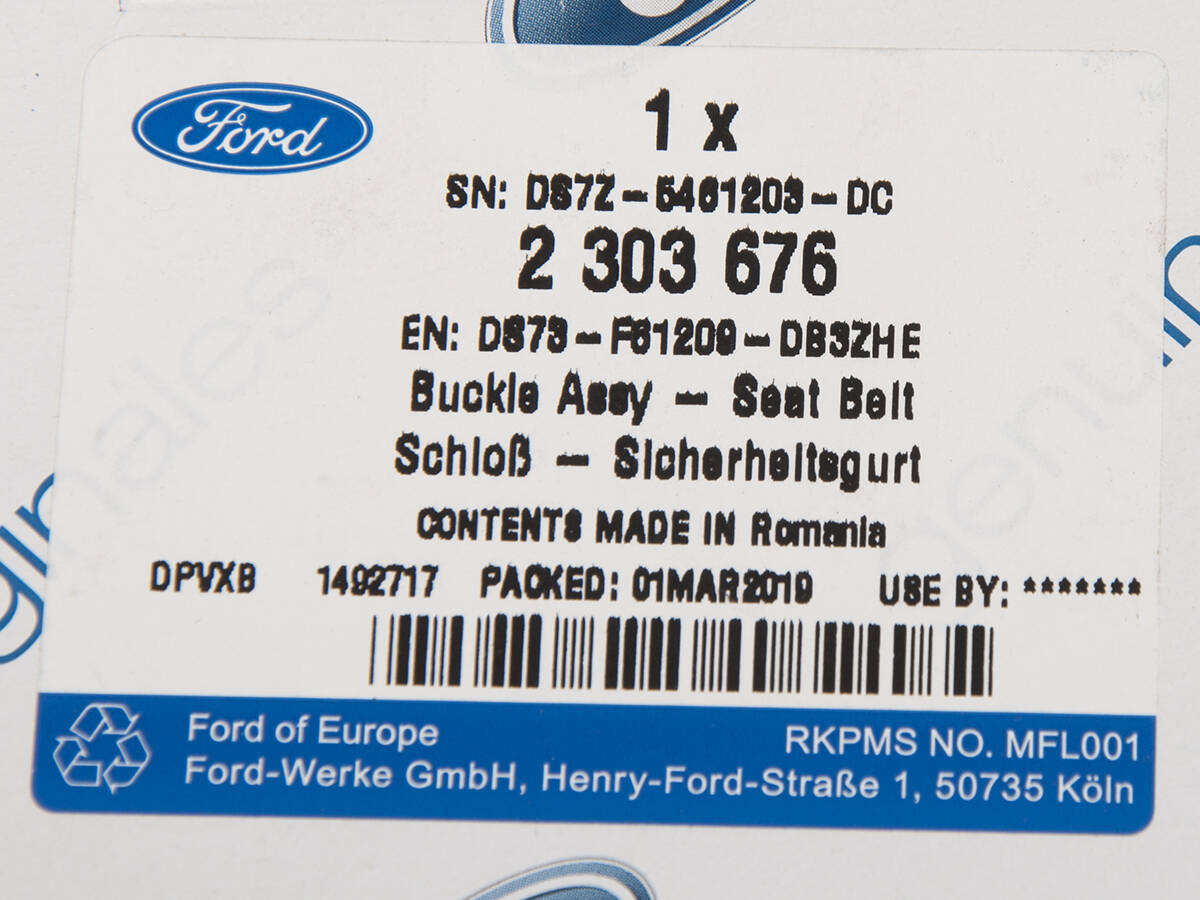 Ford
1 x
SN: DS7Z-5461203-DC
2 303 676
EN: DS73-F61209-DB3ZHE
Buckle Assy - Seat Belt
Schloß - Sicherheitsgurt
CONTENTS MADE IN Romania
DPVXB 1492717 PACKED: 01MAR2019 USE BY: *******
Ford of Europe RKPMS NO. MFL001
Ford-Werke GmbH, Henry-Ford-Straße 1, 50735 Köln
ginales
genuin